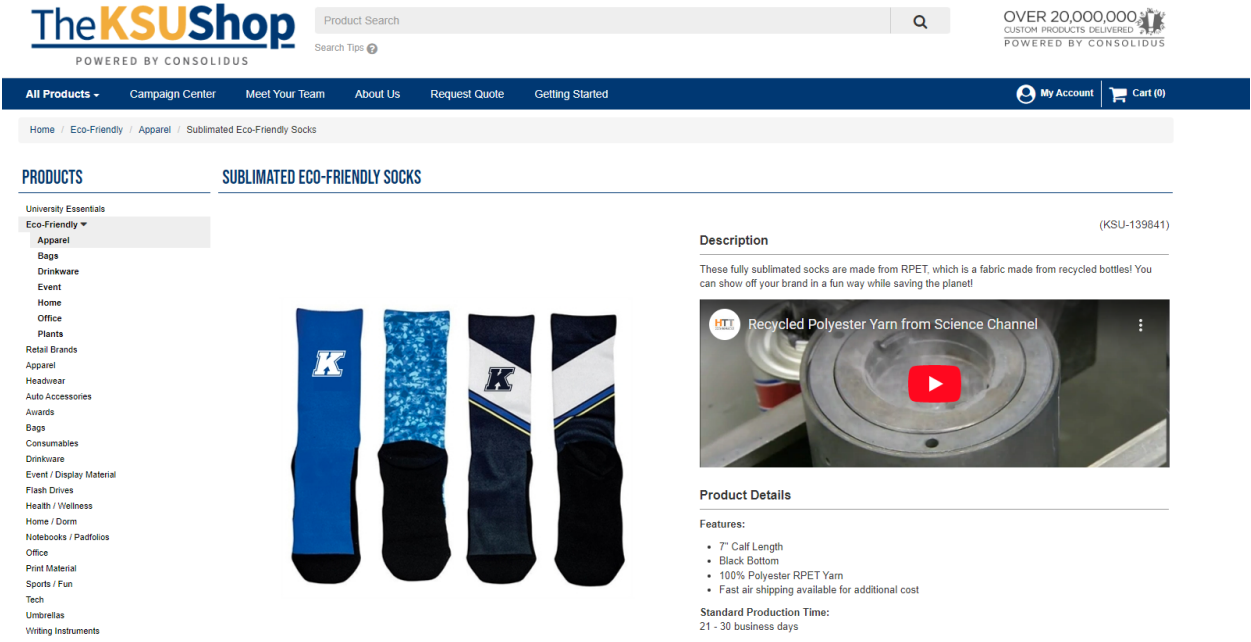 TheKSUShop
POWERED BY CONSOLIDUS
Product Search
Search Tips ?
OVER 20,000,000
CUSTOM PRODUCTS DELIVERED
POWERED BY CONSOLIDUS
All Products Campaign Center Meet Your Team About Us Request Quote Getting Started My Account Cart (0)
Home / Eco-Friendly / Apparel / Sublimated Eco-Friendly Socks
PRODUCTS
University Essentials
Eco-Friendly
Apparel
Bags
Drinkware
Event
Home
Office
Plants
Retail Brands
Apparel
Headwear
Auto Accessories
Awards
Bags
Consumables
Drinkware
Event / Display Material
Flash Drives
Health / Wellness
Home / Dorm
Notebooks / Padfolios
Office
Print Material
Sports / Fun
Tech
Umbrellas
Writing Instruments
SUBLIMATED ECO-FRIENDLY SOCKS
K
K
(KSU-139841)
Description
These fully sublimated socks are made from RPET, which is a fabric made from recycled bottles! You
can show off your brand in a fun way while saving the planet!
HTT
Recycled Polyester Yarn from Science Channel
Product Details
Features:
• 7" Calf Length
• Black Bottom
• 100% Polyester RPET Yarn
• Fast air shipping available for additional cost
Standard Production Time:
21 - 30 business days